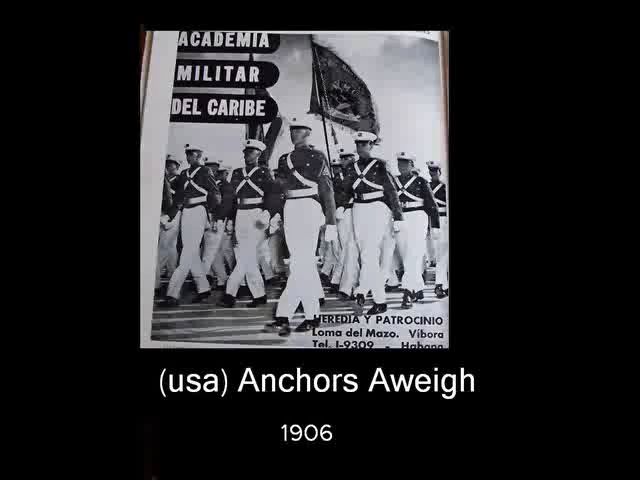 ACADEMIA
MILITAR
DEL CARIBE
HEREDIA Y PATROCINIO
Loma del Mazo. Víbora
Tel. I-9309 - Habana
(usa) Anchors Aweigh
1906